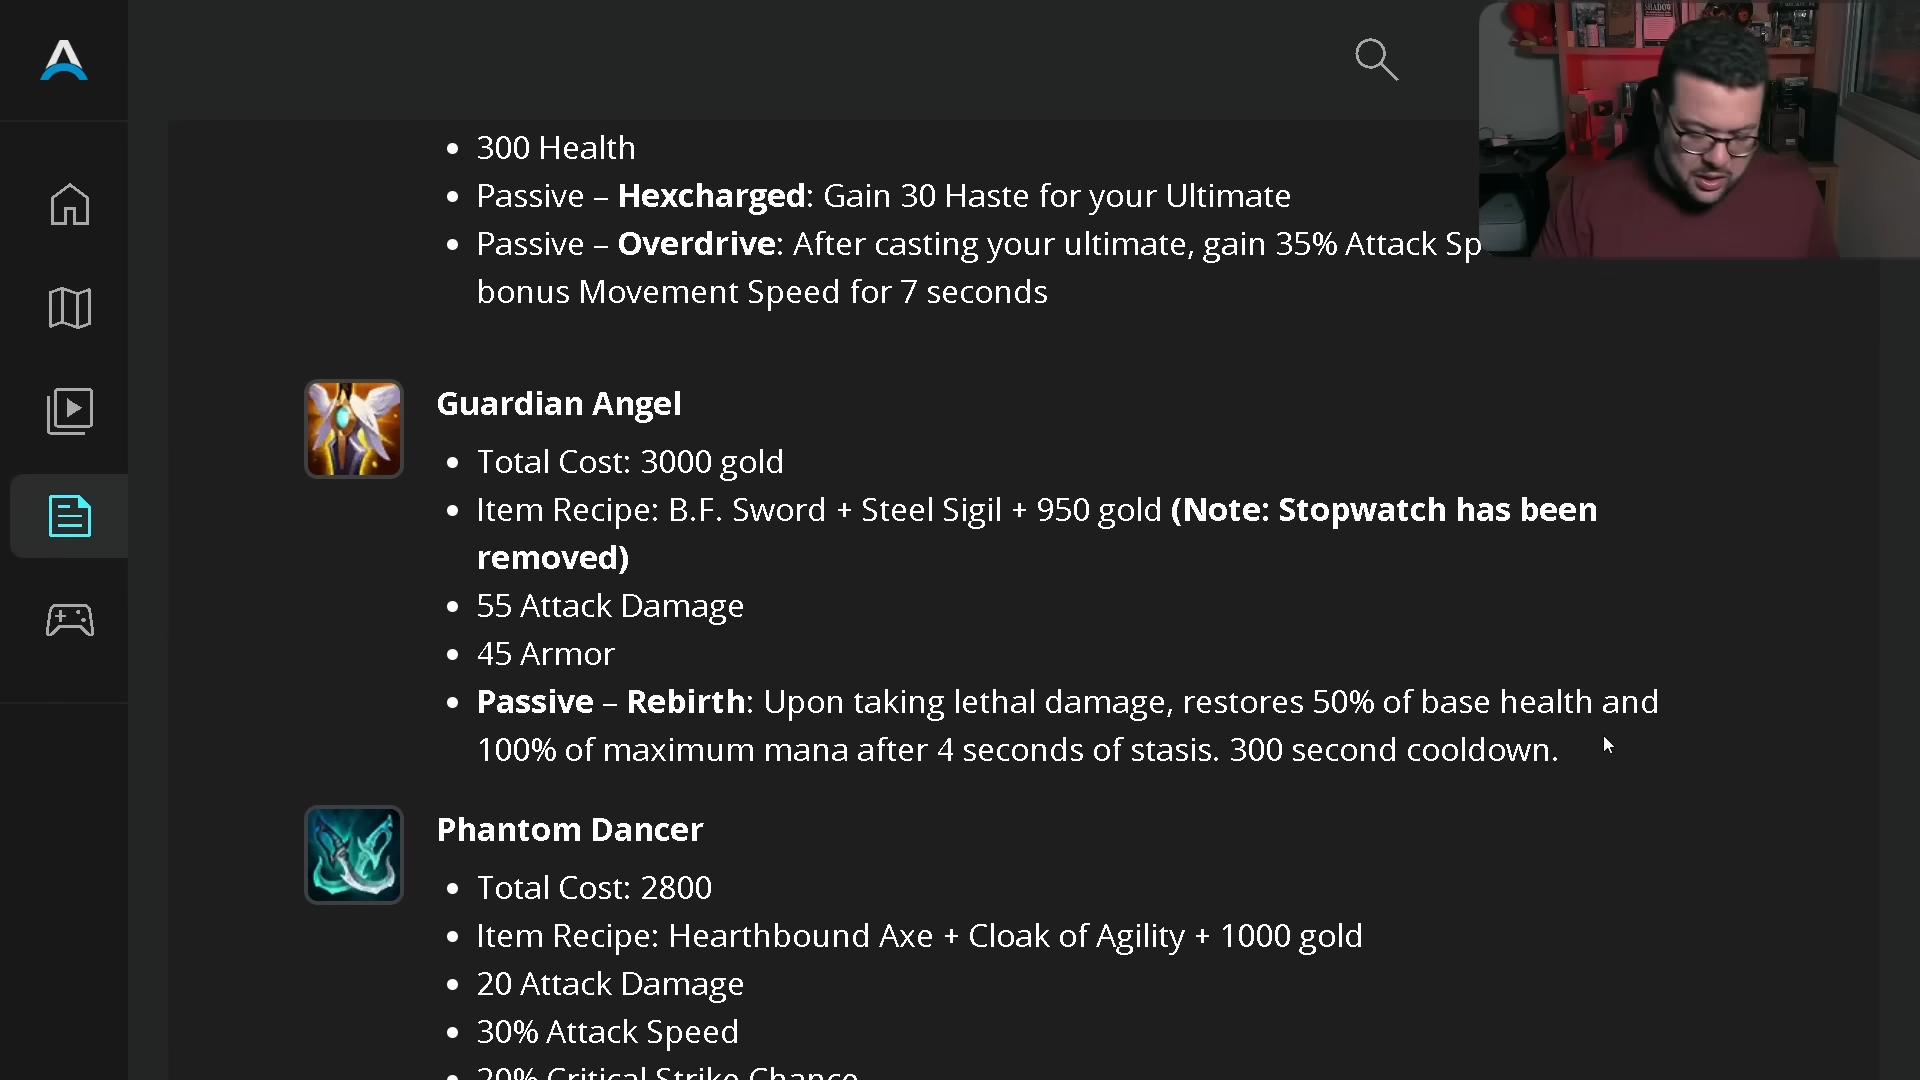 300 Health
Passive – Hexcharged: Gain 30 Haste for your Ultimate
Passive – Overdrive: After casting your ultimate, gain 35% Attack Sp
bonus Movement Speed for 7 seconds
Guardian Angel
Total Cost: 3000 gold
Item Recipe: B.F. Sword + Steel Sigil + 950 gold (Note: Stopwatch has been
removed)
55 Attack Damage
45 Armor
Passive – Rebirth: Upon taking lethal damage, restores 50% of base health and
100% of maximum mana after 4 seconds of stasis. 300 second cooldown.
Phantom Dancer
Total Cost: 2800
Item Recipe: Hearthbound Axe + Cloak of Agility + 1000 gold
20 Attack Damage
30% Attack Speed
20% Critical Strike Chance